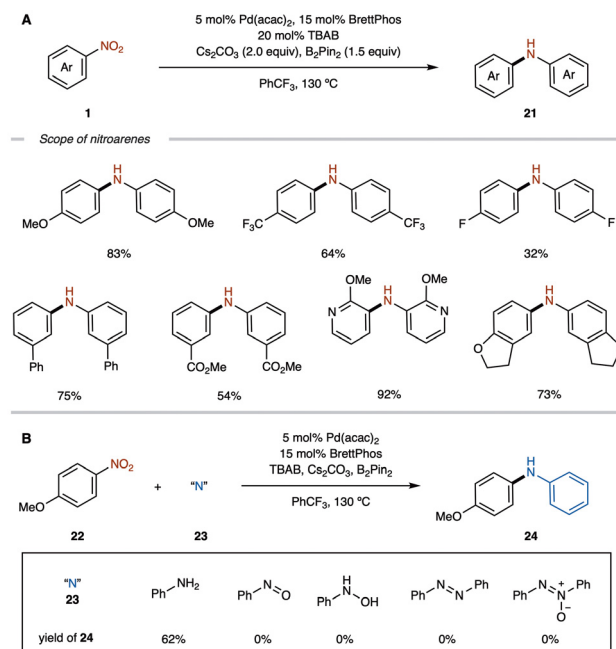 A
NO2
Ar
1
5 mol% Pd(acac)2, 15 mol% BrettPhos
20 mol% TBAB
Cs2CO3 (2.0 equiv), B2Pin2 (1.5 equiv)
PhCF3, 130 ºC
H
N
Ar
Ar
21
Scope of nitroarenes
H
N
MeO
OMe
83%
H
N
F3C
CF3
64%
H
N
F
F
32%
H
N
Ph
Ph
75%
H
N
CO2Me
CO2Me
54%
OMe
H
N
OMe
N
N
92%
H
N
O
73%
B
NO2
MeO
22
+
“N”
23
5 mol% Pd(acac)2
15 mol% BrettPhos
TBAB, Cs2CO3, B2Pin2
PhCF3, 130 ºC
H
N
MeO
24
“N”
23
Ph NH2
Ph N O
H
Ph N OH
Ph N N Ph
Ph N N+ Ph
O−
yield of 24 62% 0% 0% 0% 0%